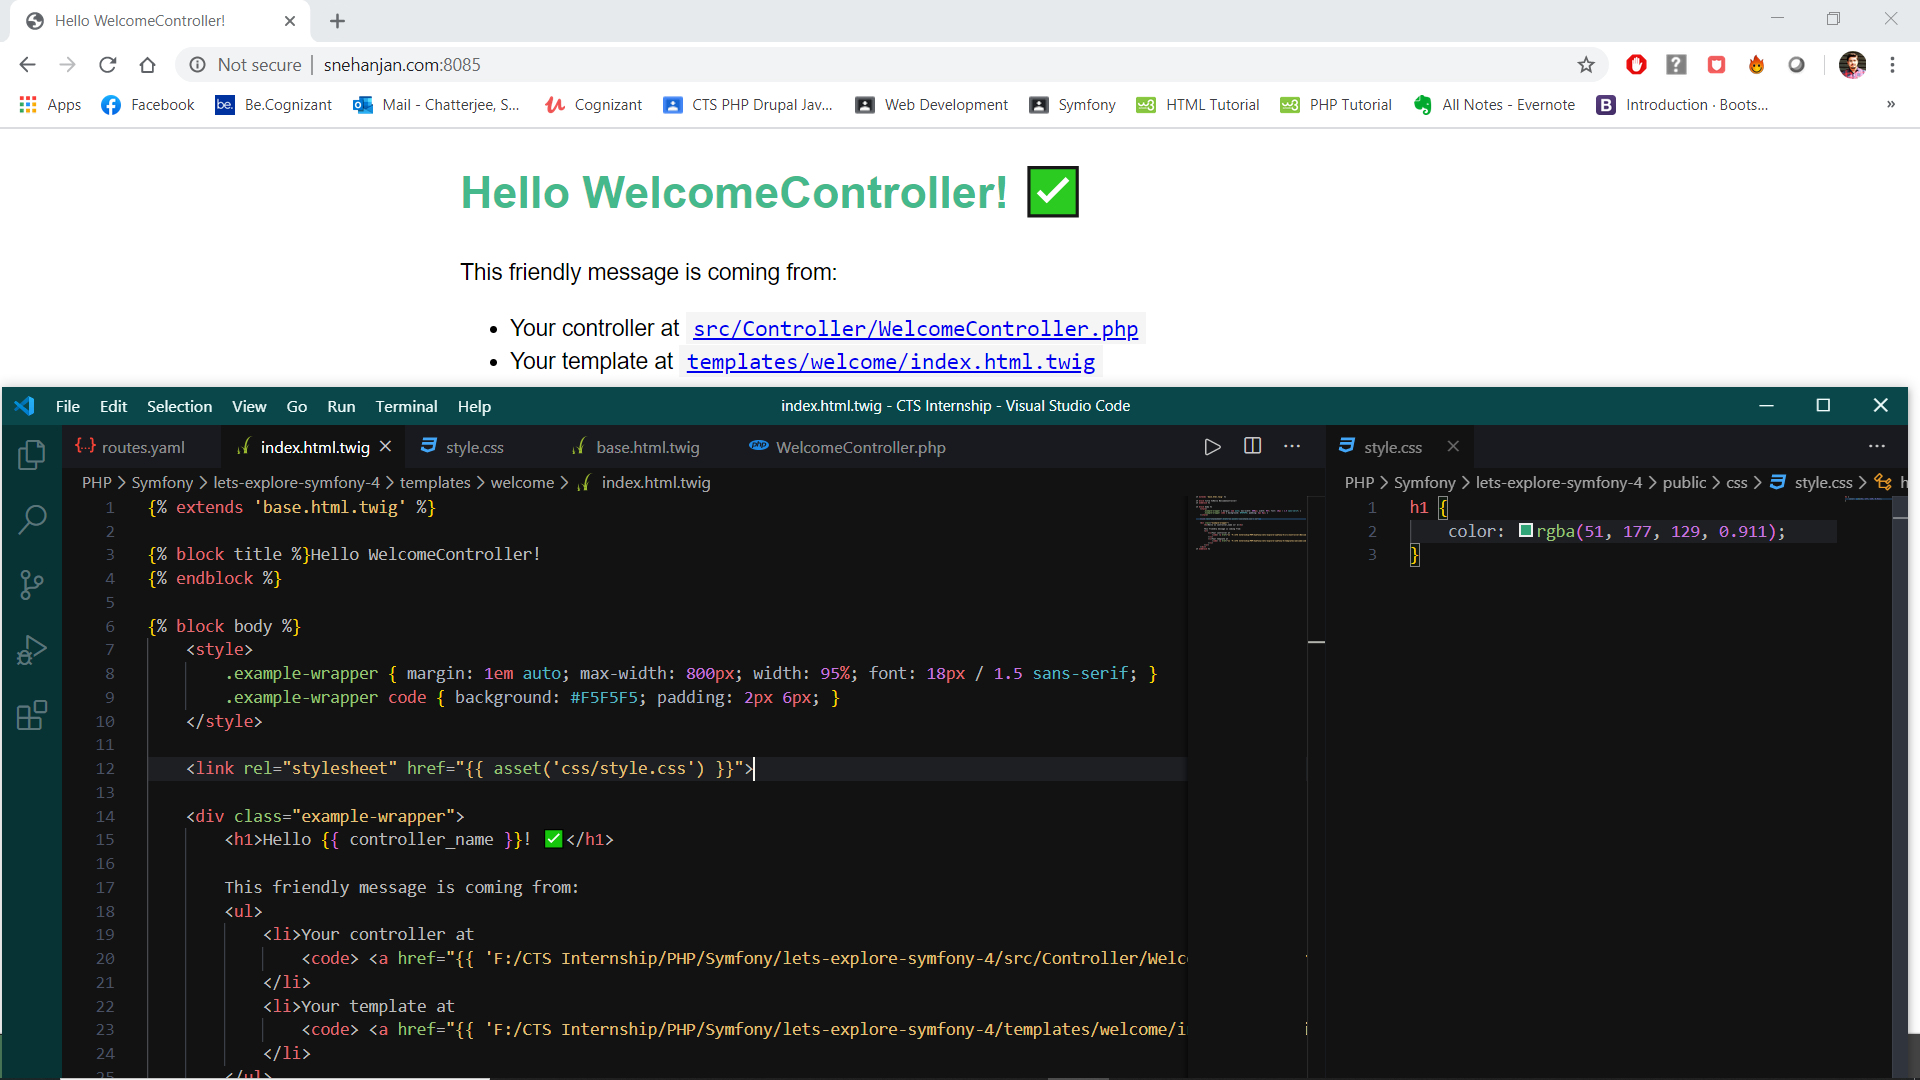 Hello WelcomeController!
Not secure | snehanjan.com:8085
Apps Facebook Be.Cognizant Mail - Chatterjee, S... Cognizant CTS PHP Drupal Jav... Web Development Symfony HTML Tutorial PHP Tutorial All Notes - Evernote Introduction · Boots... »
Hello WelcomeController! ✅
This friendly message is coming from:
• Your controller at src/Controller/WelcomeController.php
• Your template at templates/welcome/index.html.twig
File Edit Selection View Go Run Terminal Help index.html.twig - CTS Internship - Visual Studio Code
routes.yaml index.html.twig style.css base.html.twig WelcomeController.php
PHP > Symfony > lets-explore-symfony-4 > templates > welcome > index.html.twig
1 {% extends 'base.html.twig' %}
2
3 {% block title %}Hello WelcomeController!
4 {% endblock %}
5
6 {% block body %}
7 <style>
8 .example-wrapper { margin: 1em auto; max-width: 800px; width: 95%; font: 18px / 1.5 sans-serif; }
9 .example-wrapper code { background: #F5F5F5; padding: 2px 6px; }
10 </style>
11
12 <link rel="stylesheet" href="{{ asset('css/style.css') }}">
13
14 <div class="example-wrapper">
15 <h1>Hello {{ controller_name }}! ✅</h1>
16
17 This friendly message is coming from:
18 <ul>
19 <li>Your controller at
20 <code> <a href="{{ 'F:/CTS Internship/PHP/Symfony/lets-explore-symfony-4/src/Controller/Welc
21 </li>
22 <li>Your template at
23 <code> <a href="{{ 'F:/CTS Internship/PHP/Symfony/lets-explore-symfony-4/templates/welcome/i
24 </li>
25 </ul>
style.css
PHP > Symfony > lets-explore-symfony-4 > public > css > style.css > h
1 h1 {
2 color: rgba(51, 177, 129, 0.911);
3 }